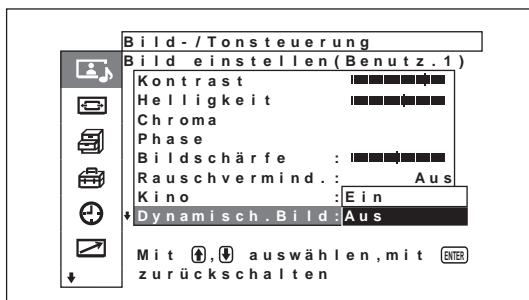 Bild-/Tonsteuerung
Bild einstellen(Benutz.1)
Kontrast
Helligkeit
Chroma
Phase
Bildschärfe :
Rauschvermind.: Aus
Kino :Ein
Dynamisch.Bild:Aus
Mit ↑,↓ auswählen,mit ENTER
zurückschalten